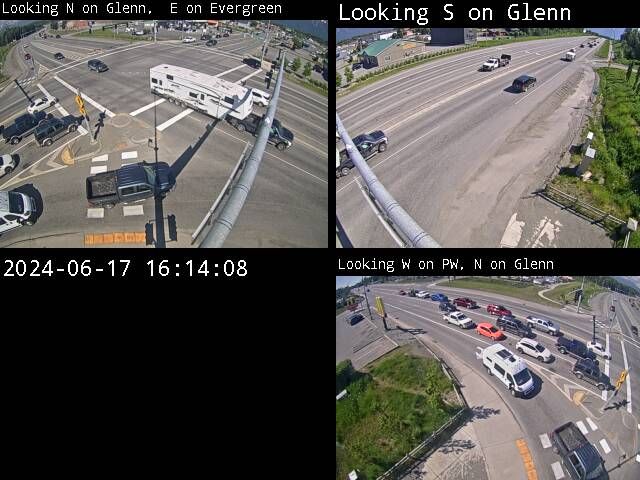 Looking N on Glenn,  E on Evergreen
Looking S on Glenn
2024-06-17 16:14:08
Looking W on PW, N on Glenn